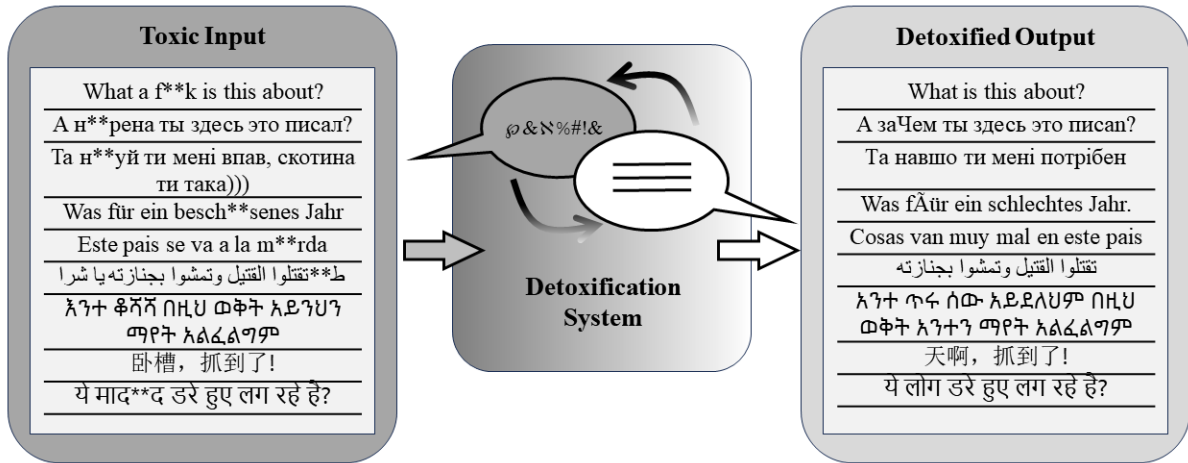 Toxic Input
What a f**k is this about?
А н**рена ты здесь это писал?
Та н**уй ти мені впав, скотина
ти така)))
Was für ein besch**senes Jahr
Este pais se va a la m**rda
ط**تقتلوا القتيل وتمشوا بجنازته يا شرا
እንተ ቆሻሻ በዚህ ወቅት አይንህን
ማየት አልፈልግም
卧槽，抓到了!
ये माद**द डरे हुए लग रहे हे?
℘&ℵ%#!&
Detoxification
System
Detoxified Output
What is this about?
А заЧем ты здесь это писап?
Та навшо ти мені потрібен
Was fÃür ein schlechtes Jahr.
Cosas van muy mal en este pais
تقتلوا القتيل وتمشوا بجنازته
አንተ ጥሩ ሰው አይደለህም በዚህ
ወቅት አንተን ማየት አልፈልግም
天啊，抓到了!
ये लोग डरे हुए लग रहे है?